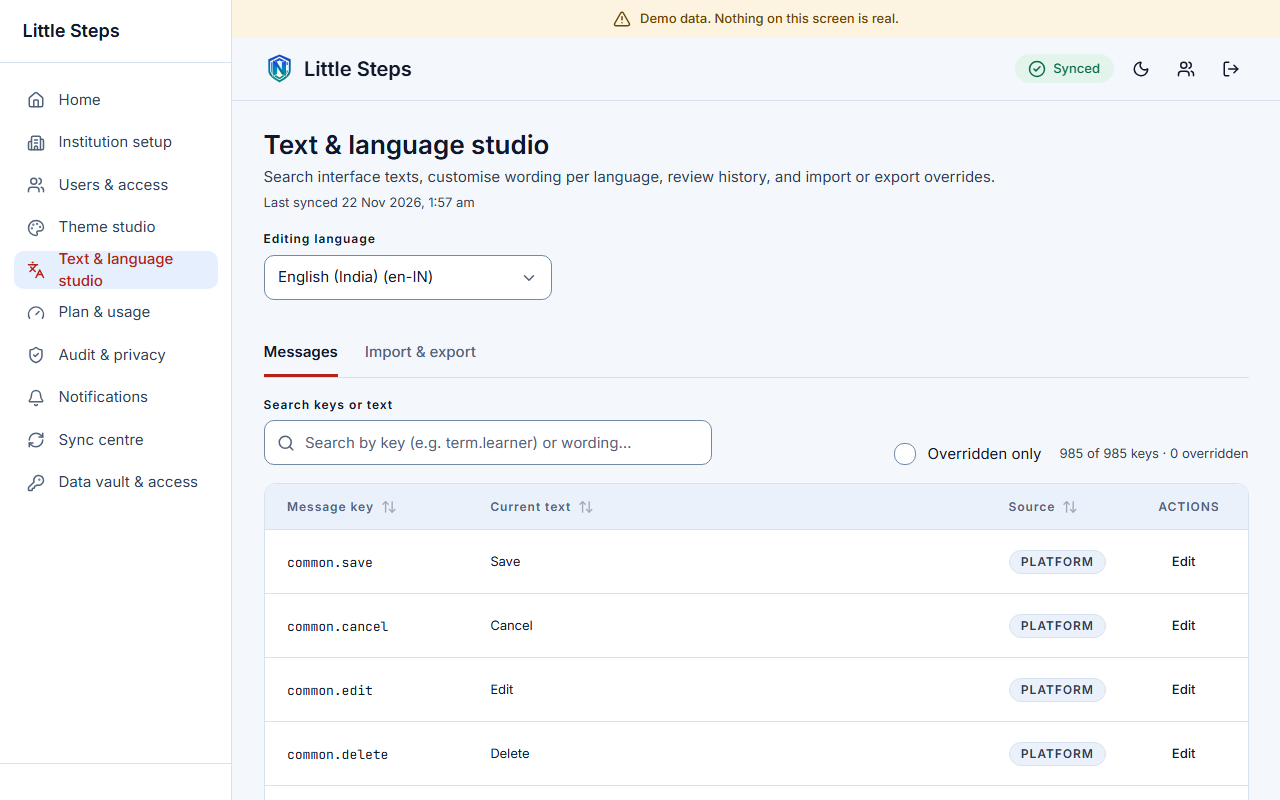 Little Steps
Home
Institution setup
Users & access
Theme studio
Text & language
studio
Plan & usage
Audit & privacy
Notifications
Sync centre
Data vault & access
Demo data. Nothing on this screen is real.
Little Steps
Synced
Text & language studio
Search interface texts, customise wording per language, review history, and import or export overrides.
Last synced 22 Nov 2026, 1:57 am
Editing language
English (India) (en-IN)
Messages
Import & export
Search keys or text
Search by key (e.g. term.learner) or wording...
Overridden only
985 of 985 keys · 0 overridden
Message key
Current text
Source
ACTIONS
common.save
Save
PLATFORM
Edit
common.cancel
Cancel
PLATFORM
Edit
common.edit
Edit
PLATFORM
Edit
common.delete
Delete
PLATFORM
Edit